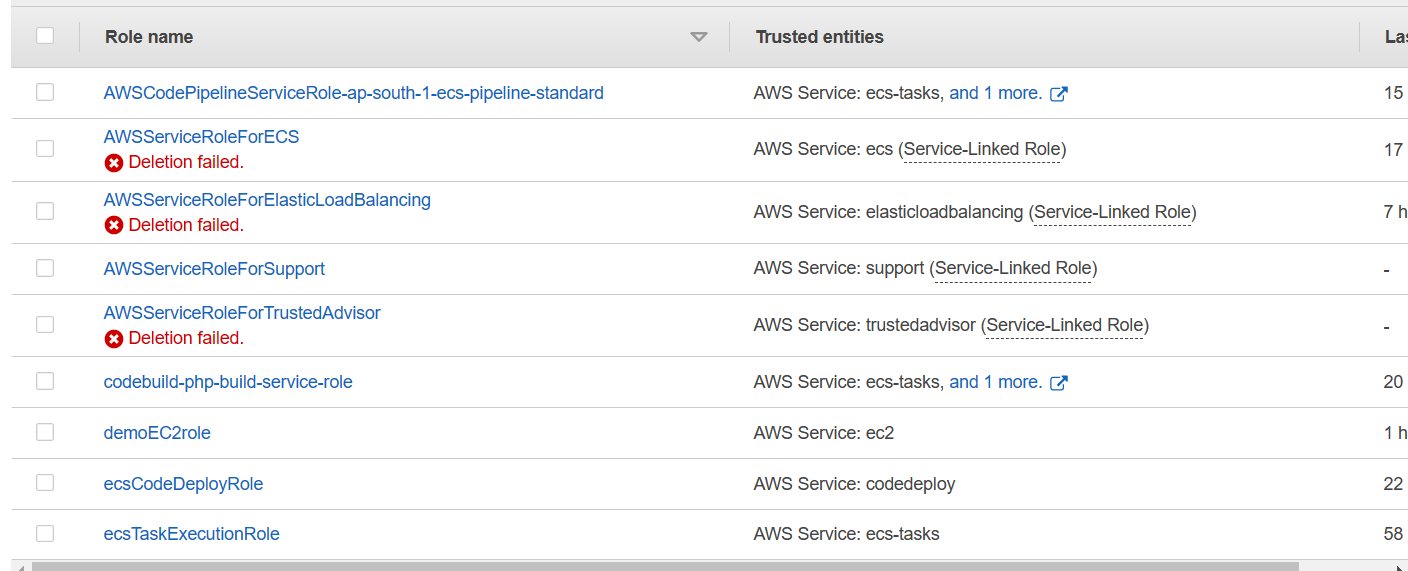 Role name Trusted entities Las
AWSCodePipelineServiceRole-ap-south-1-ecs-pipeline-standard AWS Service: ecs-tasks, and 1 more. 15
AWSServiceRoleForECS
Deletion failed.
AWS Service: ecs (Service-Linked Role) 17
AWSServiceRoleForElasticLoadBalancing
Deletion failed.
AWS Service: elasticloadbalancing (Service-Linked Role) 7 h
AWSServiceRoleForSupport AWS Service: support (Service-Linked Role) -
AWSServiceRoleForTrustedAdvisor
Deletion failed.
AWS Service: trustedadvisor (Service-Linked Role) -
codebuild-php-build-service-role AWS Service: ecs-tasks, and 1 more. 20
demoEC2role AWS Service: ec2 1 h
ecsCodeDeployRole AWS Service: codedeploy 22
ecsTaskExecutionRole AWS Service: ecs-tasks 58